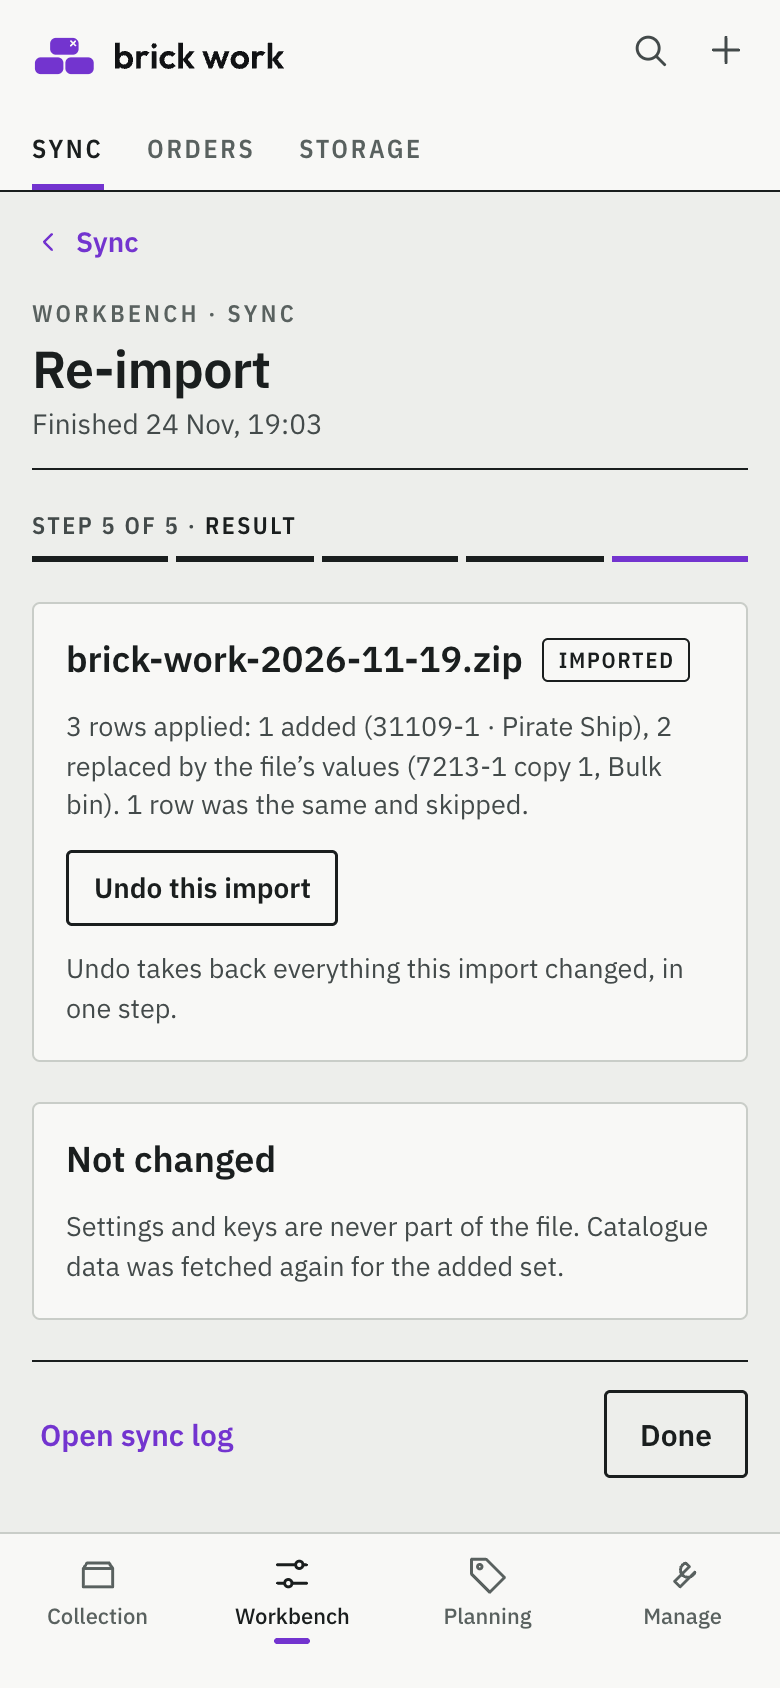 brick work
SYNC ORDERS STORAGE
Sync
WORKBENCH · SYNC
Re-import
Finished 24 Nov, 19:03
STEP 5 OF 5 · RESULT
brick-work-2026-11-19.zip IMPORTED
3 rows applied: 1 added (31109-1 · Pirate Ship), 2
replaced by the file’s values (7213-1 copy 1, Bulk
bin). 1 row was the same and skipped.
Undo this import
Undo takes back everything this import changed, in
one step.
Not changed
Settings and keys are never part of the file. Catalogue
data was fetched again for the added set.
Open sync log Done
Collection Workbench Planning Manage